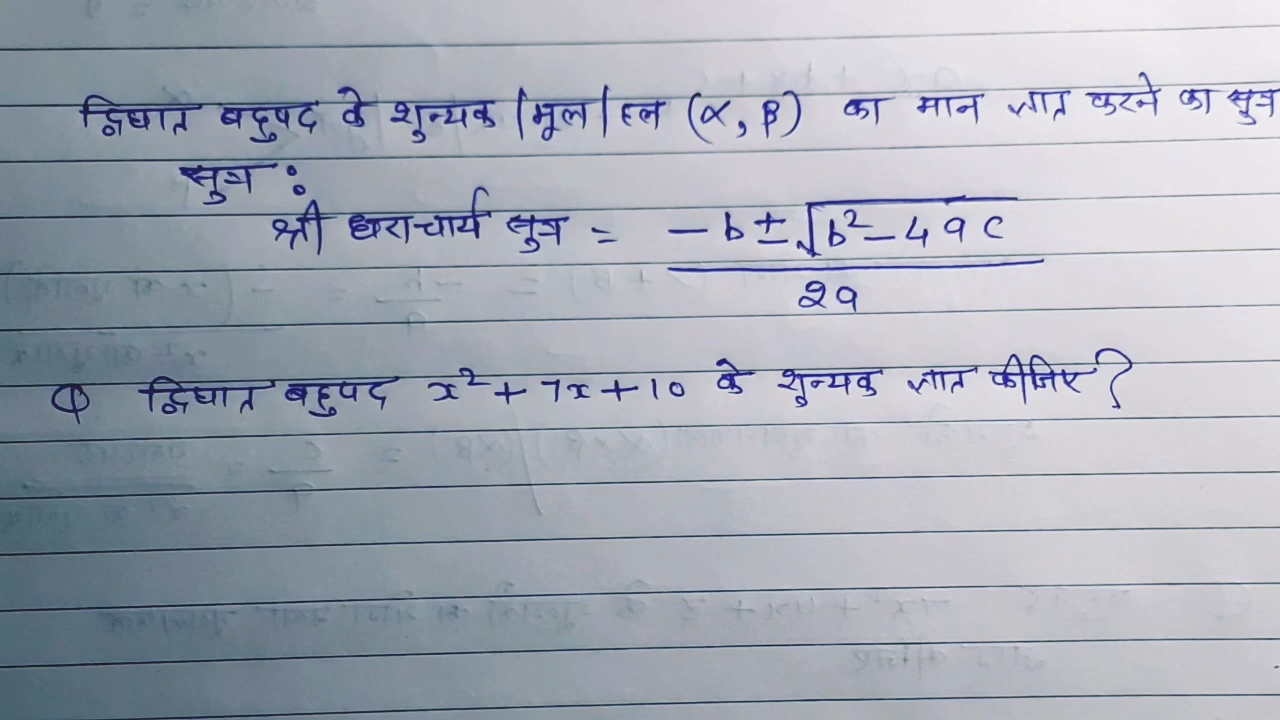 द्विघात बहुपद के शुन्यक |मूल| हल (α, β) का मान ज्ञात करने का सुत्र
सुत्र :
श्री धराचार्य सुत्र = -b ± √b² - 4ac / 2a
Q द्विघात बहुपद x² + 7x + 10 के शून्यक ज्ञात कीजिए ?